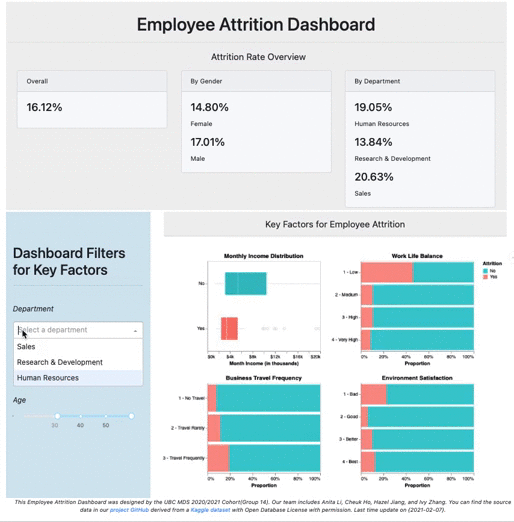 Employee Attrition Dashboard
Attrition Rate Overview
Overall
16.12%
By Gender
14.80%
Female
17.01%
Male
By Department
19.05%
Human Resources
13.84%
Research & Development
20.63%
Sales
Dashboard Filters
for Key Factors
Department
Select a department
Sales
Research & Development
Human Resources
Age
30 40 50
Key Factors for Employee Attrition
Monthly Income Distribution
No
Yes
$0k $4k $8k $12k $16k $20k
Month Income (in thousands)
Work Life Balance
1 - Low
2 - Medium
3 - High
4 - Very High
0% 20% 40% 60% 80% 100%
Proportion
Attrition
No
Yes
Business Travel Frequency
1 - No Travel
2 - Travel Rarely
3 - Travel Frequently
0% 20% 40% 60% 80% 100%
Proportion
Environment Satisfaction
1 - Bad
2 - Good
3 - Better
4 - Best
0% 20% 40% 60% 80% 100%
Proportion
This Employee Attrition Dashboard was designed by the UBC MDS 2020/2021 Cohort(Group 14). Our team includes Anita Li, Cheuk Ho, Hazel Jiang, and Ivy Zhang. You can find the source
data in our project GitHub derived from a Kaggle dataset with Open Database License with permission. Last time update on (2021-02-07).